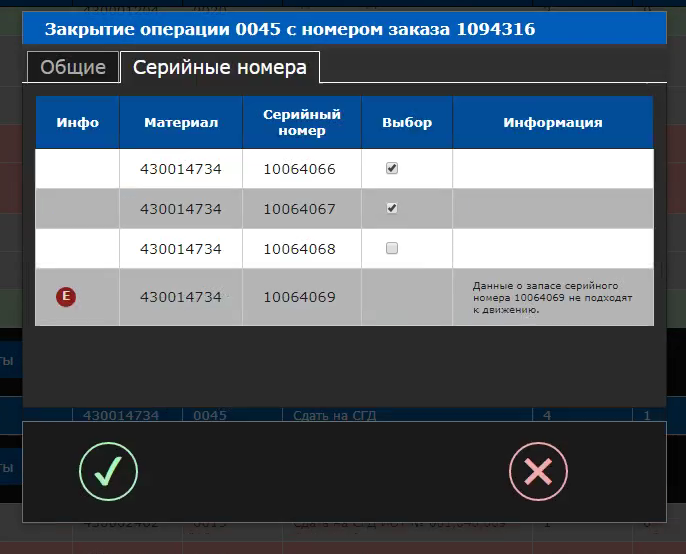 430001204 0020
Закрытие операции 0045 с номером заказа 1094316
Общие Серийные номера
Инфо Материал Серийный номер Выбор Информация
430014734 10064066
430014734 10064067
430014734 10064068
E 430014734 10064069 Данные о запасе серийного
номера 10064069 не подходят
к движению.
ты
430014734 0045 Сдать на СГД 4 1
ты